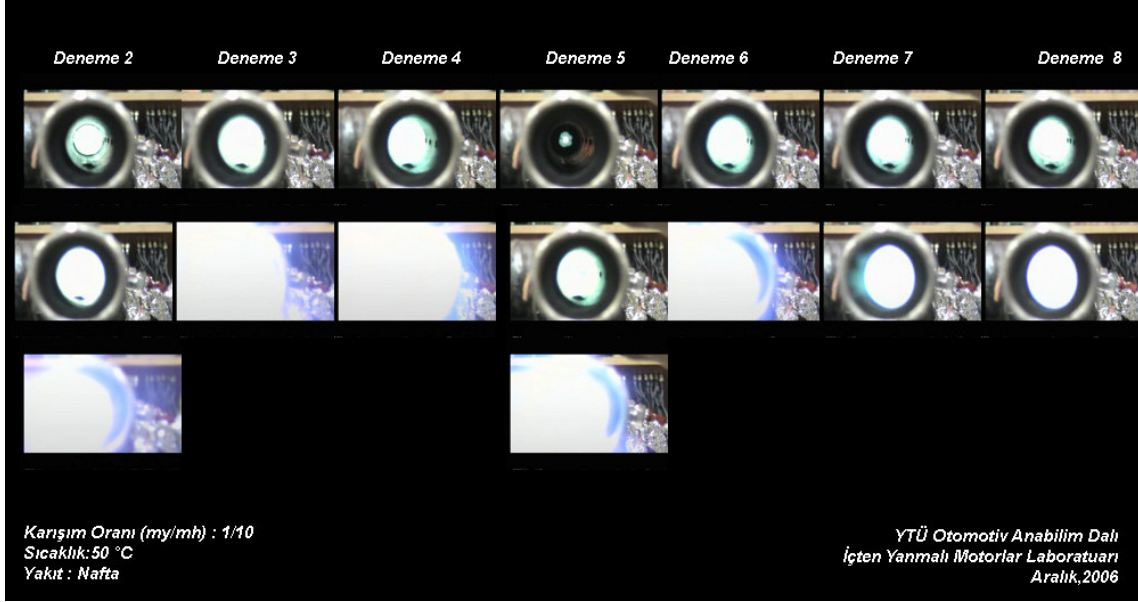 Deneme 2 Deneme 3 Deneme 4 Deneme 5 Deneme 6 Deneme 7 Deneme 8
Karışım Oranı (my/mh) : 1/10
Sıcaklık:50 °C
Yakıt : Nafta
YTÜ Otomotiv Anabilim Dalı
İçten Yanmalı Motorlar Laboratuarı
Aralık,2006